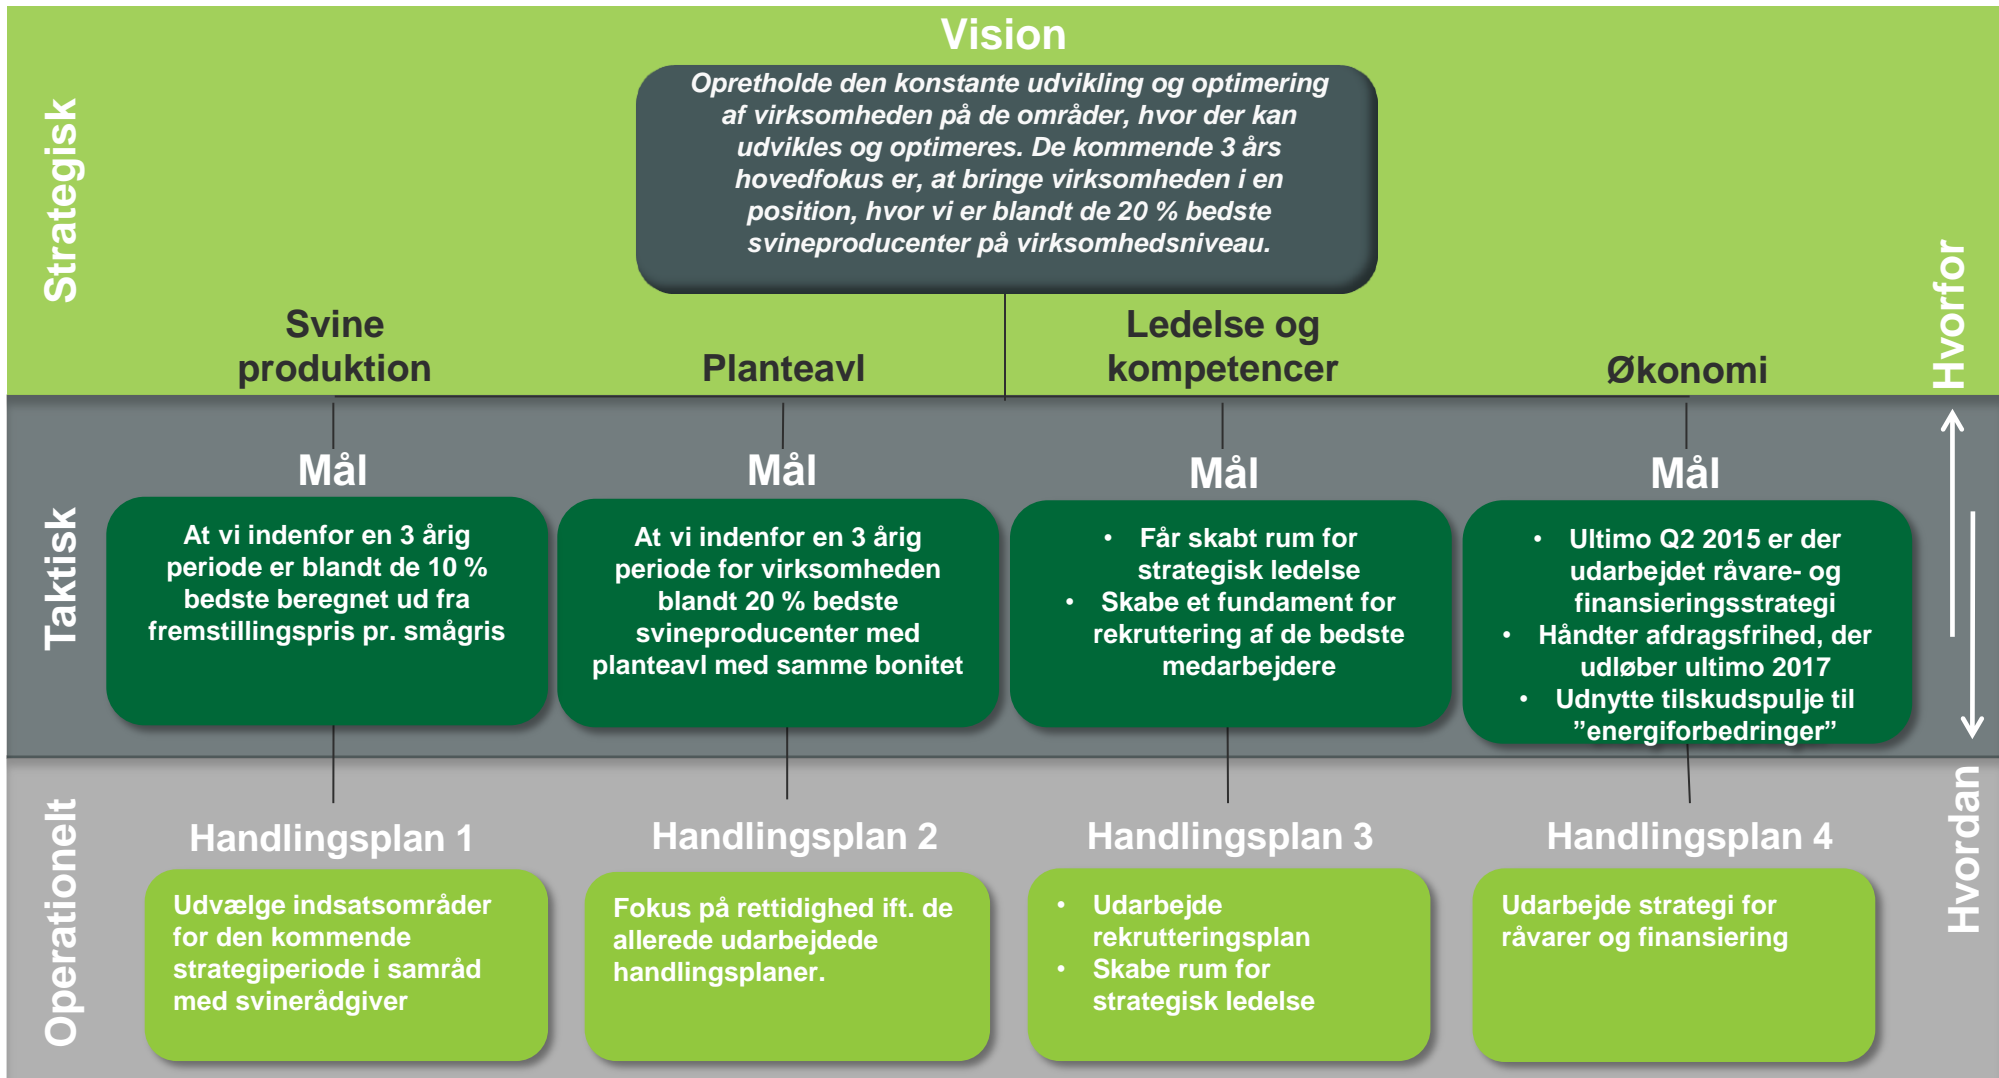 Vision
Strategisk
Opretholde den konstante udvikling og optimering
af virksomheden på de områder, hvor der kan
udvikles og optimeres. De kommende 3 års
hovedfokus er, at bringe virksomheden i en
position, hvor vi er blandt de 20 % bedste
svineproducenter på virksomhedsniveau.
Svine
produktion
Planteavl
Ledelse og
kompetencer
Økonomi
Hvorfor
Taktisk
Mål
At vi indenfor en 3 årig
periode er blandt de 10 %
bedste beregnet ud fra
fremstillingspris pr. smågris
Mål
At vi indenfor en 3 årig
periode for virksomheden
blandt 20 % bedste
svineproducenter med
planteavl med samme bonitet
Mål
• Får skabt rum for
strategisk ledelse
• Skabe et fundament for
rekruttering af de bedste
medarbejdere
Mål
• Ultimo Q2 2015 er der
udarbejdet råvare- og
finansieringsstrategi
• Håndter afdragsfrihed, der
udløber ultimo 2017
• Udnytte tilskudspulje til
”energiforbedringer”
Hvordan
Operationelt
Handlingsplan 1
Udvælge indsatsområder
for den kommende
strategiperiode i samråd
med svinerådgiver
Handlingsplan 2
Fokus på rettidighed ift. de
allerede udarbejdede
handlingsplaner.
Handlingsplan 3
• Udarbejde
rekrutteringsplan
• Skabe rum for
strategisk ledelse
Handlingsplan 4
Udarbejde strategi for
råvarer og finansiering